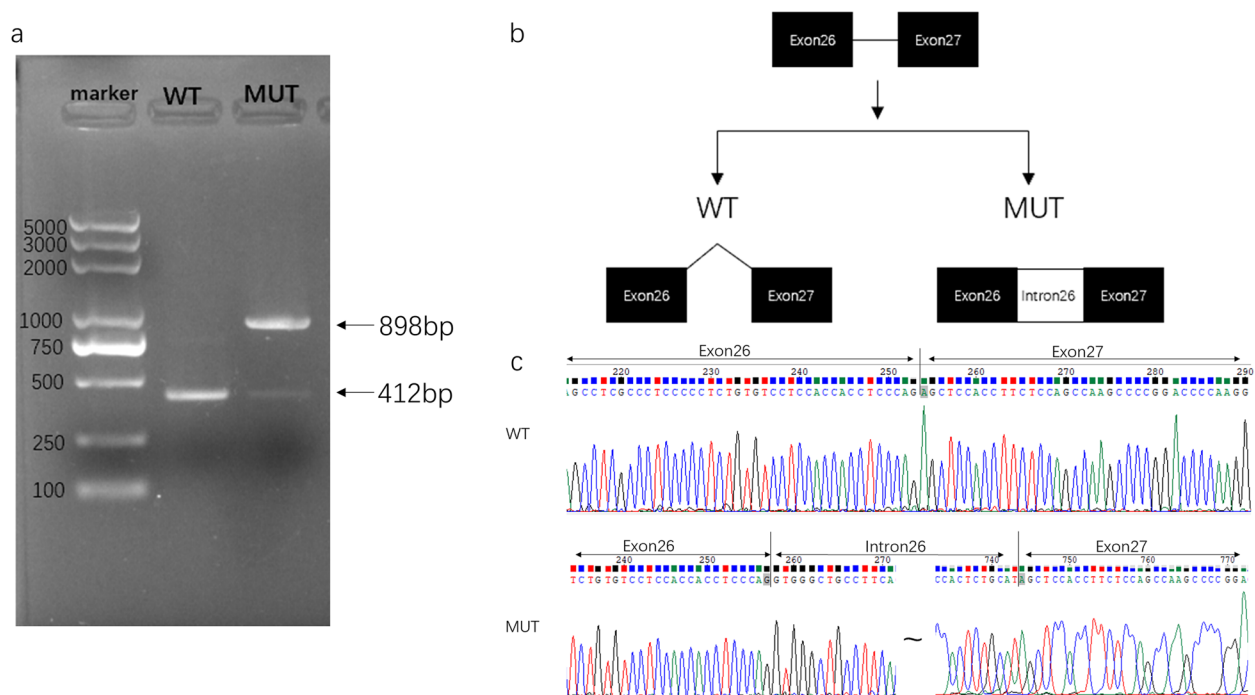 a
marker WT MUT
5000
3000
2000
1000
898bp
750
500
412bp
250
100
b
Exon26 Exon27
WT MUT
Exon26 Exon27 Exon26 Intron26 Exon27
c
Exon26 Exon27
220 230 240 250 260 270 280 290
GCCTCGCCCTCCCCCTCTGTGTCCTCCACCACCTCCCAGAGCTCCACCTTCTCCAGCCAAGCCCCGGACCCCAAGG
WT
Exon26 Intron26 Exon27
240 250 260 270 740 750 760 770
TCTGTGTCCTCCACCACCTCCCAGGTGGGCTGCCTTCA CCACTCTGCATAGCTCCACCTTCTCCAGCCAAGCCCCGGA
MUT ~